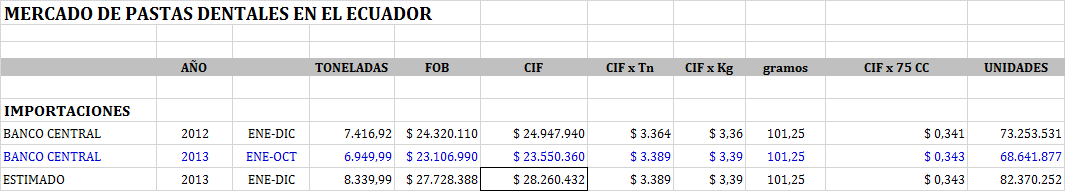 MERCADO DE PASTAS DENTALES EN EL ECUADOR
AÑO TONELADAS FOB CIF CIF x Tn CIF x Kg gramos CIF x 75 CC UNIDADES
IMPORTACIONES
BANCO CENTRAL 2012 ENE-DIC 7.416,92 $ 24.320.110 $ 24.947.940 $ 3.364 $ 3,36 101,25 $ 0,341 73.253.531
BANCO CENTRAL 2013 ENE-OCT 6.949,99 $ 23.106.990 $ 23.550.360 $ 3.389 $ 3,39 101,25 $ 0,343 68.641.877
ESTIMADO 2013 ENE-DIC 8.339,99 $ 27.728.388 $ 28.260.432 $ 3.389 $ 3,39 101,25 $ 0,343 82.370.252